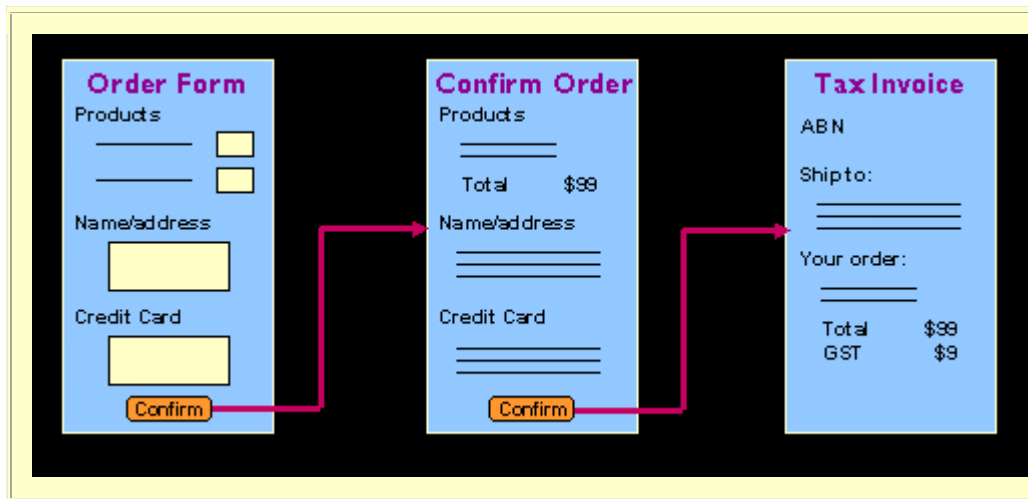 Order Form
Products
Name/address
Credit Card
Confirm
Confirm Order
Products
Total $99
Name/address
Credit Card
Confirm
Tax Invoice
ABN
Ship to:
Your order:
Total $99
GST $9